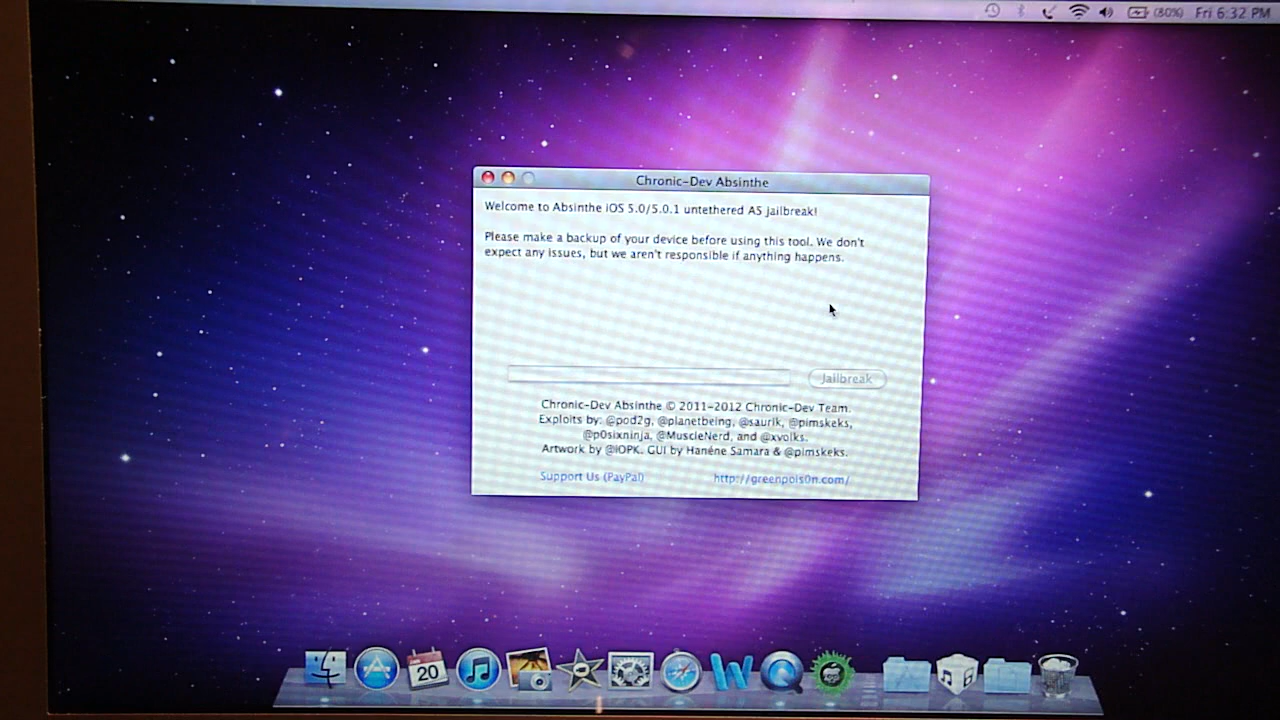 (80%) Fri 6:32 PM
Chronic-Dev Absinthe
Welcome to Absinthe iOS 5.0/5.0.1 untethered A5 jailbreak!
Please make a backup of your device before using this tool. We don't
expect any issues, but we aren't responsible if anything happens.
Jailbreak
Chronic-Dev Absinthe © 2011-2012 Chronic-Dev Team.
Exploits by: @pod2g, @planetbeing, @saurik, @pimskeks,
@p0sixninja, @MuscleNerd, and @xvolks.
Artwork by @iOPK. GUI by Hanéne Samara & @pimskeks.
Support Us (PayPal)
http://greenpois0n.com/
20